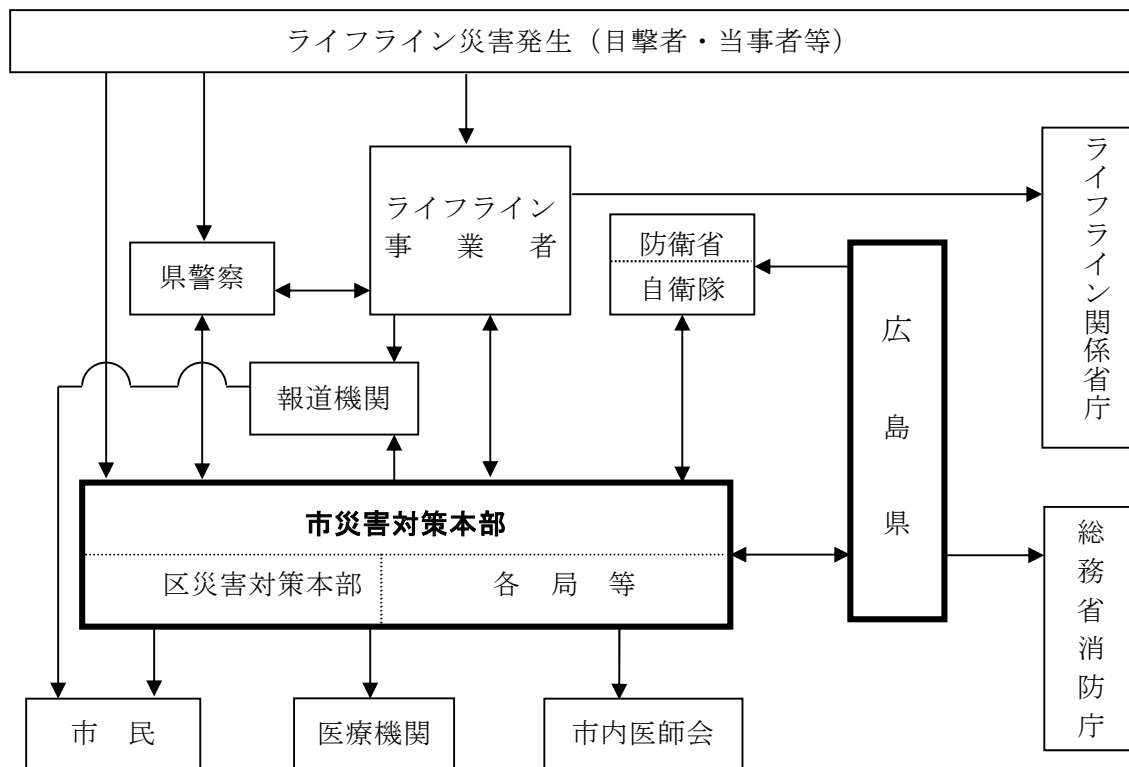 ライフライン災害発生（目撃者・当事者等）
ライフライン
事業者
ライフライン関係省庁
防衛省
自衛隊
県警察
広島県
報道機関
市災害対策本部
区災害対策本部
各局等
総務省消防庁
市民
医療機関
市内医師会